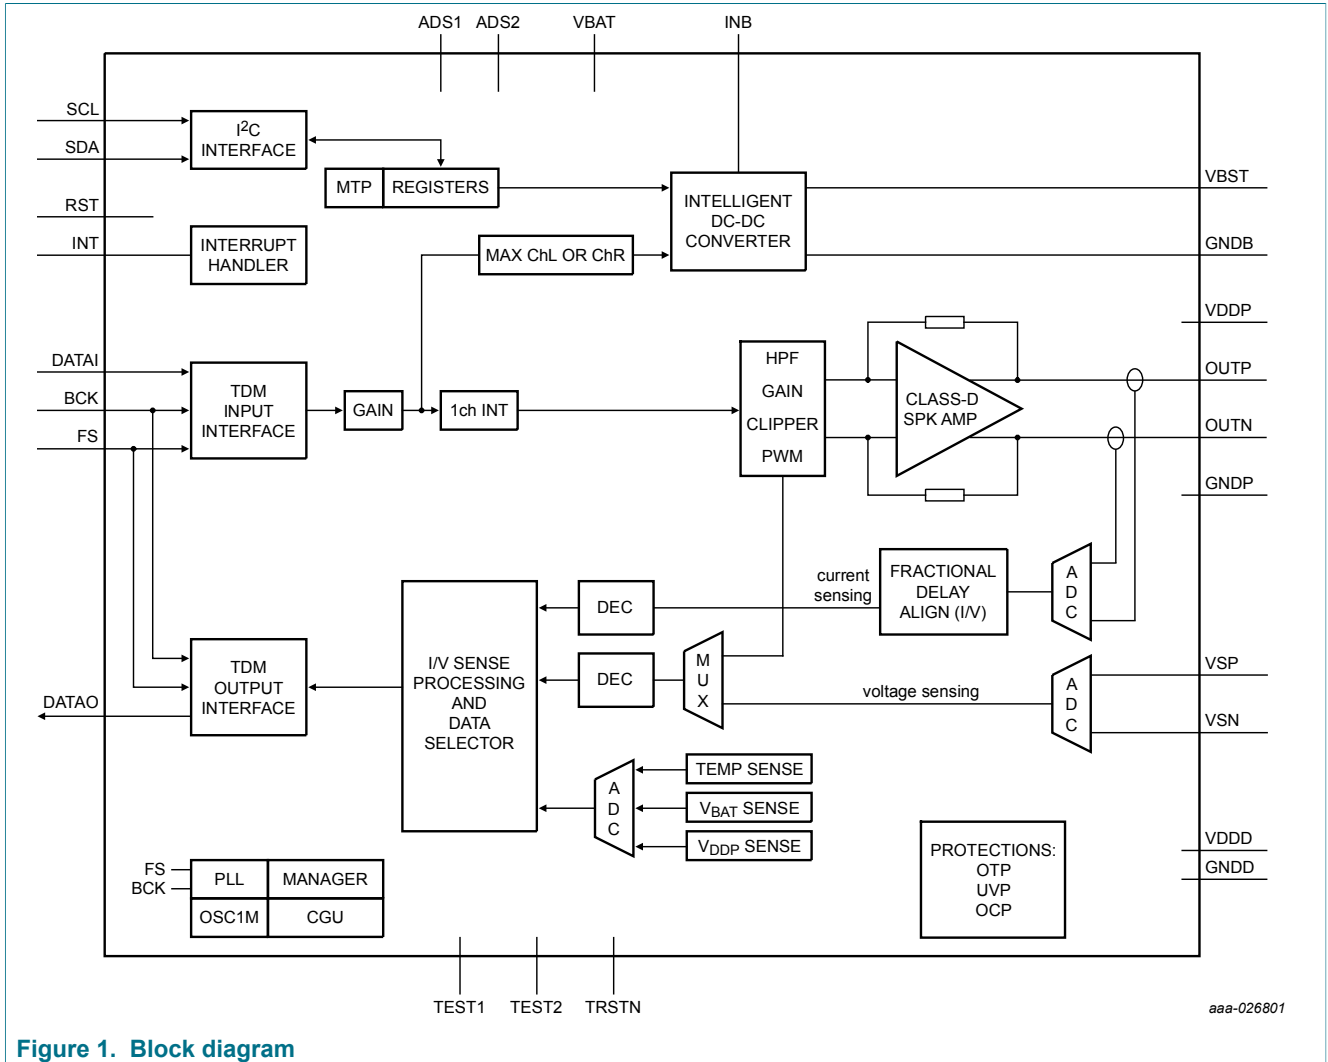 ADS1 ADS2 VBAT INB
SCL
SDA
RST
INT
I2C
INTERFACE
MTP REGISTERS
INTERRUPT
HANDLER
MAX ChL OR ChR
INTELLIGENT
DC-DC
CONVERTER
VBST
GNDB
VDDP
OUTP
OUTN
GNDP
DATAI
BCK
FS
TDM
INPUT
INTERFACE
GAIN
1ch INT
HPF
GAIN
CLIPPER
PWM
CLASS-D
SPK AMP
current
sensing
FRACTIONAL
DELAY
ALIGN (I/V)
A
D
C
DEC
DEC
M
U
X
voltage sensing
A
D
C
VSP
VSN
I/V SENSE
PROCESSING
AND
DATA
SELECTOR
TDM
OUTPUT
INTERFACE
DATAO
A
D
C
TEMP SENSE
VBAT SENSE
VDDP SENSE
PROTECTIONS:
OTP
UVP
OCP
VDDD
GNDD
FS
BCK
PLL MANAGER
OSC1M CGU
TEST1 TEST2 TRSTN
aaa-026801
Figure 1. Block diagram